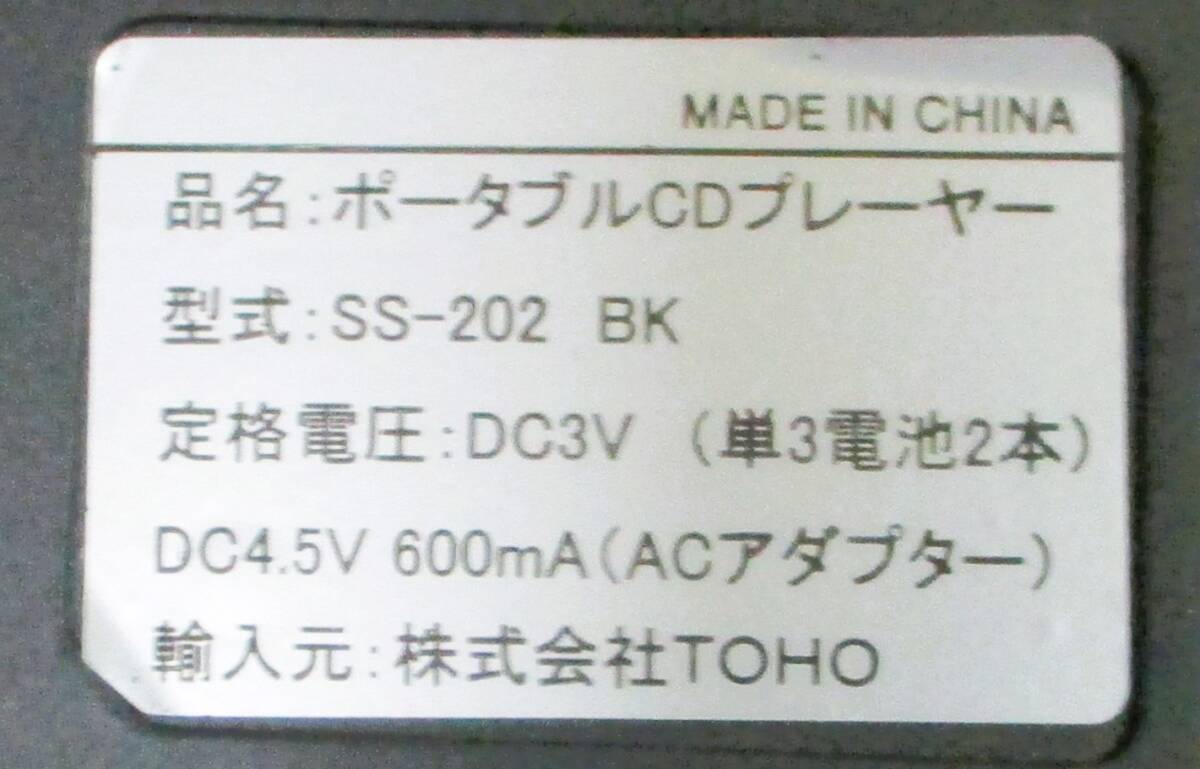 MADE IN CHINA
品名:ポータブルCDプレーヤー
型式:SS-202 BK
定格電圧:DC3V (単3電池2本)
DC4.5V 600mA(ACアダプター)
輸入元:株式会社TOHO